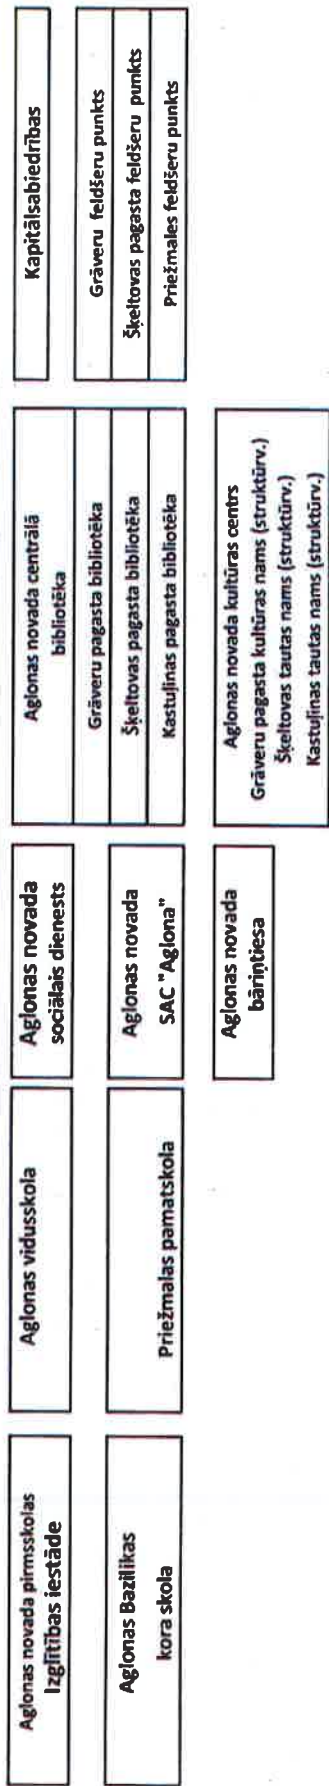 Aglonas novada pirmsskolas
Izglītības iestāde
Aglonas Bazilikas
kora skola
Aglonas vidusskola
Priežmalas pamatskola
Aglonas novada
sociālais dienests
Aglonas novada
SAC "Aglona"
Aglonas novada
bāriņtiesa
Aglonas novada centrālā
bibliotēka
Grāveru pagasta bibliotēka
Šķeltovas pagasta bibliotēka
Kastuļinas pagasta bibliotēka
Aglonas novada kultūras centrs
Grāveru pagasta kultūras nams (struktūrv.)
Šķeltovas tautas nams (struktūrv.)
Kastuļinas tautas nams (struktūrv.)
Kapitālsabiedrības
Grāveru feldšeru punkts
Šķeltovas pagasta feldšeru punkts
Priežmales feldšeru punkts